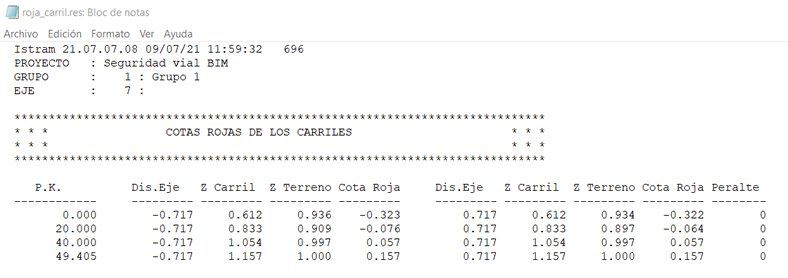 roja_carril.res: Bloc de notas
Archivo Edición Formato Ver Ayuda
Istram 21.07.07.08 09/07/21 11:59:32 696
PROYECTO : Seguridad vial BIM
GRUPO : 1 : Grupo 1
EJE : 7 :
******************************************************************************
* * * COTAS ROJAS DE LOS CARRILES * * *
* * * * * *
******************************************************************************
P.K. Dis.Eje Z Carril Z Terreno Cota Roja Dis.Eje Z Carril Z Terreno Cota Roja Peralte
------------ --------- --------- --------- --------- --------- --------- --------- --------- --------
0.000 -0.717 0.612 0.936 -0.323 0.717 0.612 0.934 -0.322 0
20.000 -0.717 0.833 0.909 -0.076 0.717 0.833 0.897 -0.064 0
40.000 -0.717 1.054 0.997 0.057 0.717 1.054 0.997 0.057 0
49.405 -0.717 1.157 1.000 0.157 0.717 1.157 1.000 0.157 0